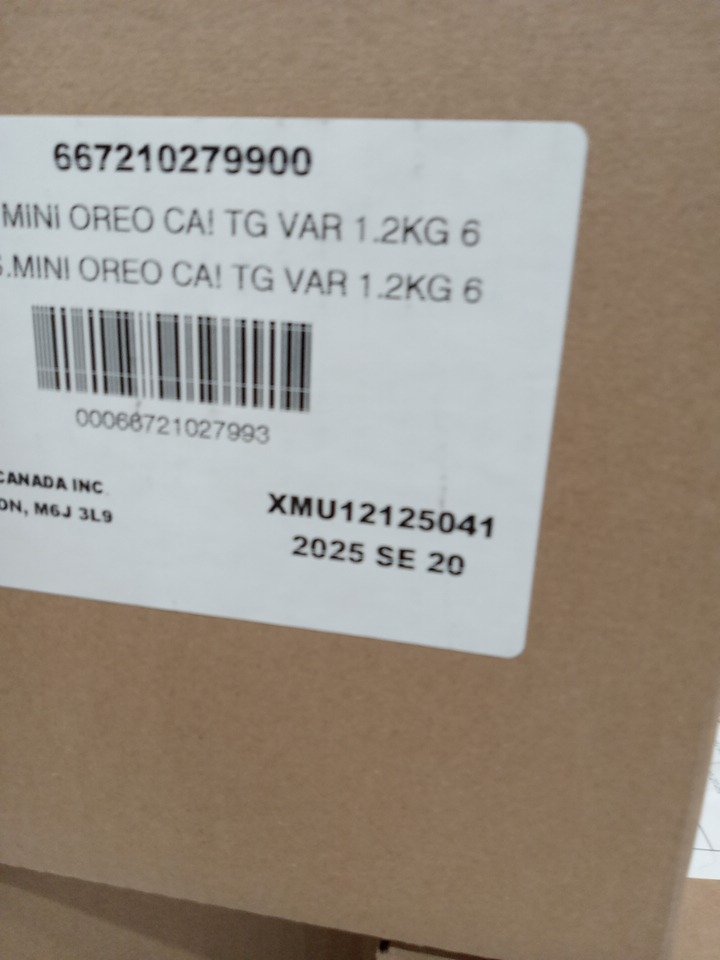 667210279900
MINI OREO CA! TG VAR 1.2KG 6
.MINI OREO CA! TG VAR 1.2KG 6
00066721027993
CANADA INC.
ON, M6J 3L9
XMU12125041
2025 SE 20